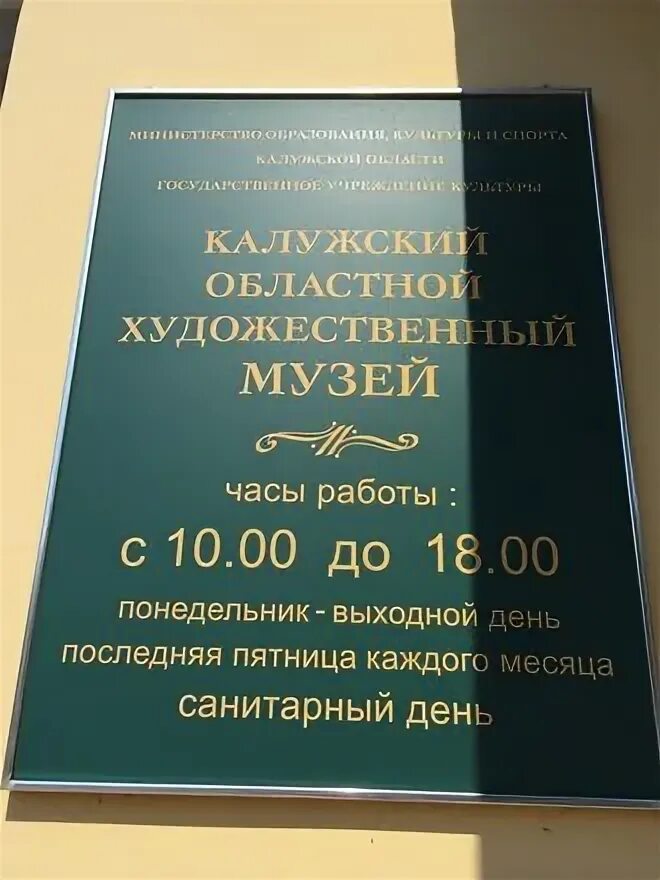 МИНИСТЕРСТВО ОБРАЗОВАНИЯ, КУЛЬТУРЫ И СПОРТА
КАЛУЖСКОЙ ОБЛАСТИ
ГОСУДАРСТВЕННОЕ УЧРЕЖДЕНИЕ КУЛЬТУРЫ
КАЛУЖСКИЙ
ОБЛАСТНОЙ
ХУДОЖЕСТВЕННЫЙ
МУЗЕЙ
часы работы :
с 10.00 до 18.00
понедельник - выходной день
последняя пятница каждого месяца
санитарный день